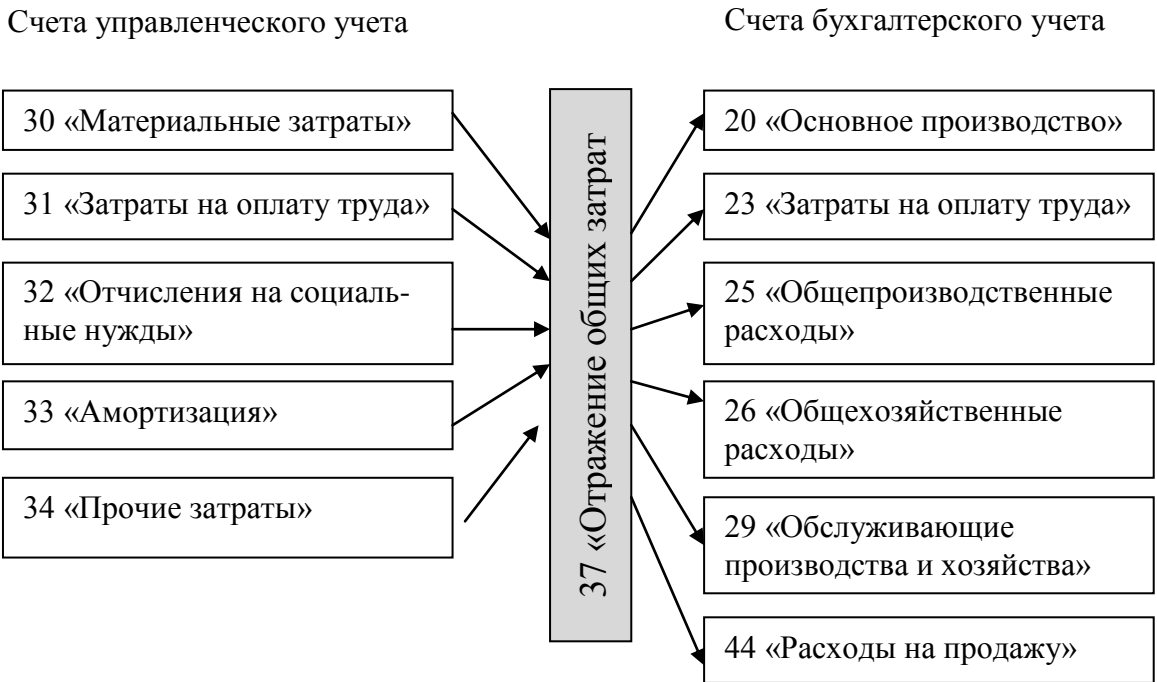 Счета управленческого учета
Счета бухгалтерского учета
30 «Материальные затраты»
31 «Затраты на оплату труда»
32 «Отчисления на социаль-
ные нужды»
33 «Амортизация»
34 «Прочие затраты»
37 «Отражение общих затрат
20 «Основное производство»
23 «Затраты на оплату труда»
25 «Общепроизводственные
расходы»
26 «Общехозяйственные
расходы»
29 «Обслуживающие
производства и хозяйства»
44 «Расходы на продажу»